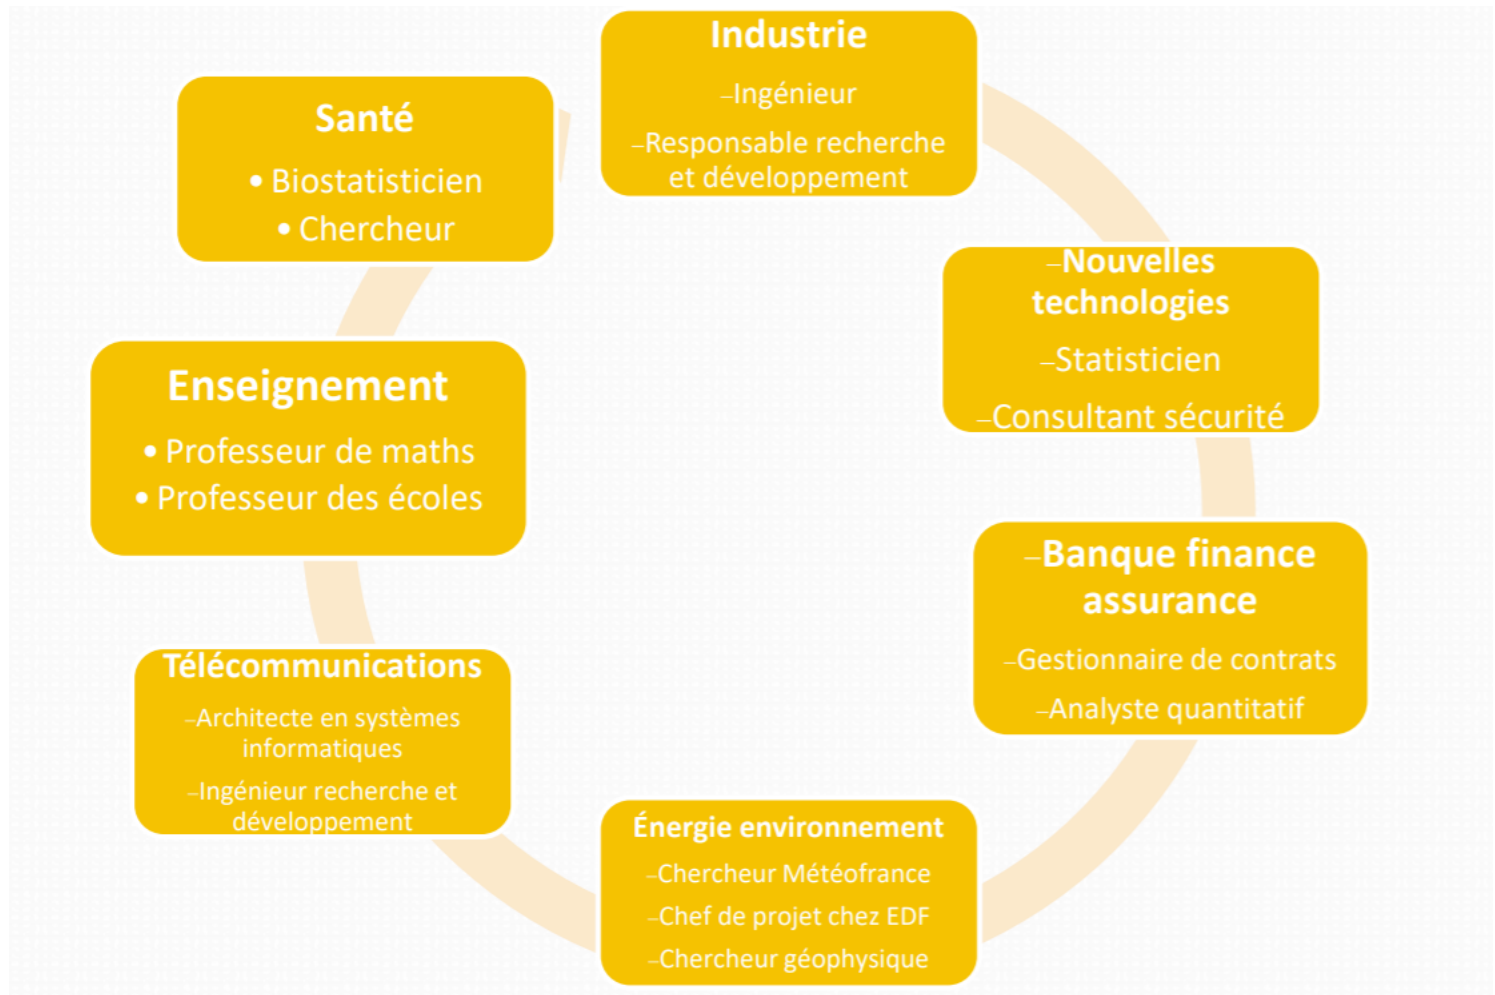 Industrie
–Ingénieur
–Responsable recherche
et développement
–Nouvelles
technologies
–Statisticien
–Consultant sécurité
–Banque finance
assurance
–Gestionnaire de contrats
–Analyste quantitatif
Énergie environnement
–Chercheur Météofrance
–Chef de projet chez EDF
–Chercheur géophysique
Télécommunications
–Architecte en systèmes
informatiques
–Ingénieur recherche et
développement
Enseignement
• Professeur de maths
• Professeur des écoles
Santé
• Biostatisticien
• Chercheur